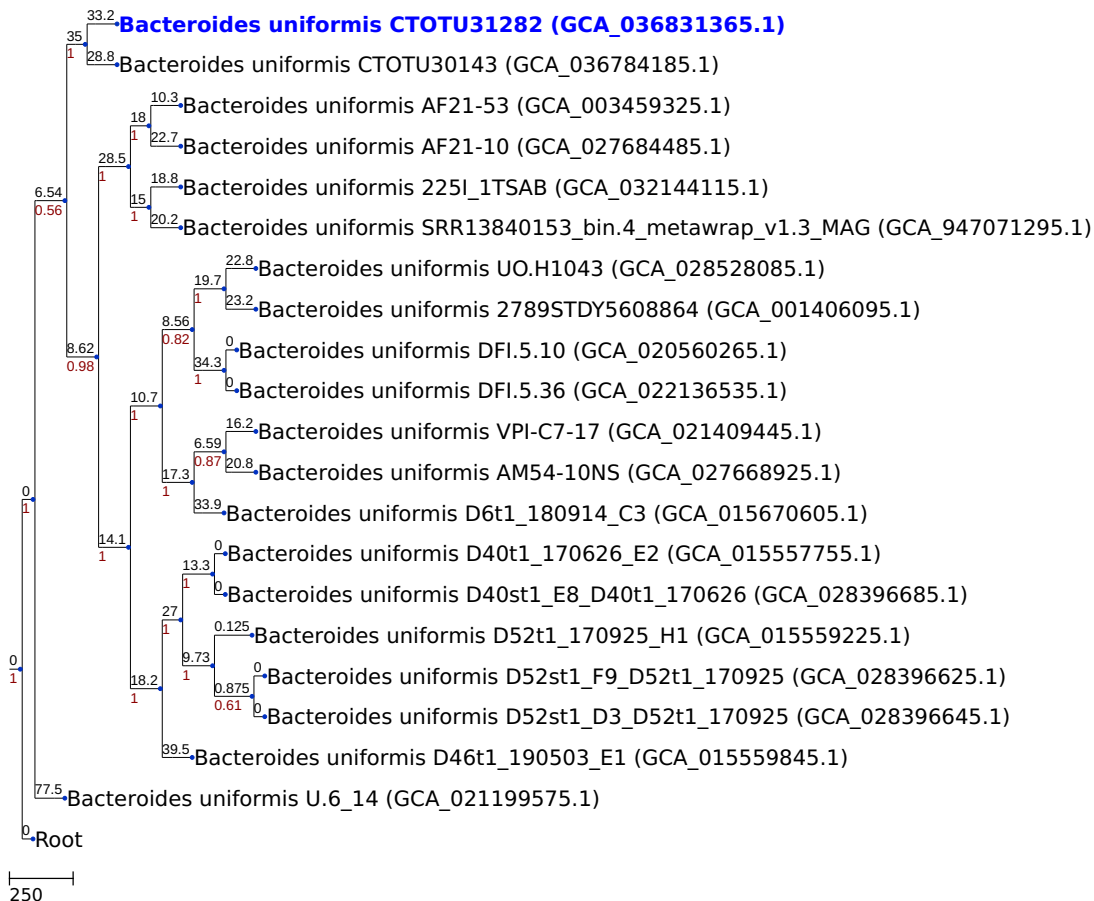 33.2
Bacteroides uniformis CTOTU31282 (GCA_036831365.1)
35
1
28.8
Bacteroides uniformis CTOTU30143 (GCA_036784185.1)
10.3
Bacteroides uniformis AF21-53 (GCA_003459325.1)
18
1
22.7
Bacteroides uniformis AF21-10 (GCA_027684485.1)
28.5
1
18.8
Bacteroides uniformis 225I_1TSAB (GCA_032144115.1)
15
1
20.2
Bacteroides uniformis SRR13840153_bin.4_metawrap_v1.3_MAG (GCA_947071295.1)
6.54
0.56
22.8
Bacteroides uniformis UO.H1043 (GCA_028528085.1)
19.7
1
23.2
Bacteroides uniformis 2789STDY5608864 (GCA_001406095.1)
8.56
0.82
0
Bacteroides uniformis DFI.5.10 (GCA_020560265.1)
34.3
1
0
Bacteroides uniformis DFI.5.36 (GCA_022136535.1)
8.62
0.98
10.7
1
16.2
Bacteroides uniformis VPI-C7-17 (GCA_021409445.1)
6.59
0.87
20.8
Bacteroides uniformis AM54-10NS (GCA_027668925.1)
17.3
1
33.9
Bacteroides uniformis D6t1_180914_C3 (GCA_015670605.1)
0
1
14.1
1
0
Bacteroides uniformis D40t1_170626_E2 (GCA_015557755.1)
13.3
1
0
Bacteroides uniformis D40st1_E8_D40t1_170626 (GCA_028396685.1)
27
1
0.125
Bacteroides uniformis D52t1_170925_H1 (GCA_015559225.1)
9.73
1
0
Bacteroides uniformis D52st1_F9_D52t1_170925 (GCA_028396625.1)
0.875
0.61
0
Bacteroides uniformis D52st1_D3_D52t1_170925 (GCA_028396645.1)
18.2
1
39.5
Bacteroides uniformis D46t1_190503_E1 (GCA_015559845.1)
0
1
77.5
Bacteroides uniformis U.6_14 (GCA_021199575.1)
0
Root
250